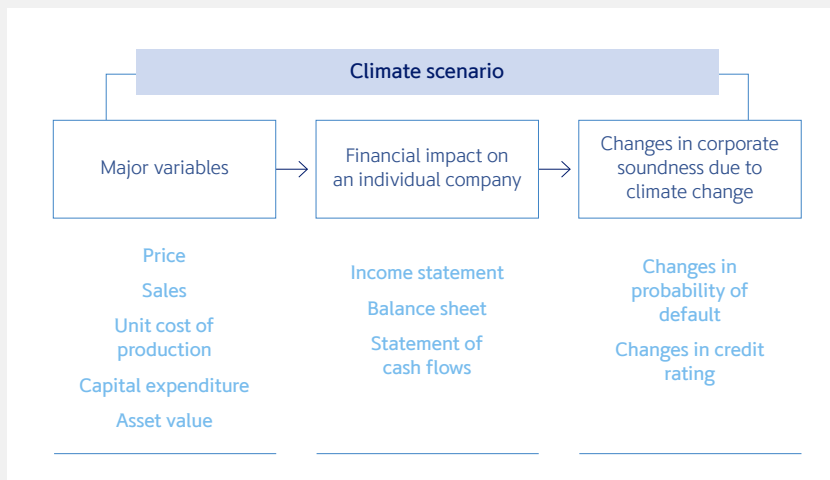 Climate scenario
Major variables
Financial impact on
an individual company
Changes in corporate
soundness due to
climate change
Price
Sales
Unit cost of
production
Capital expenditure
Asset value
Income statement
Balance sheet
Statement of
cash flows
Changes in
probability of
default
Changes in credit
rating